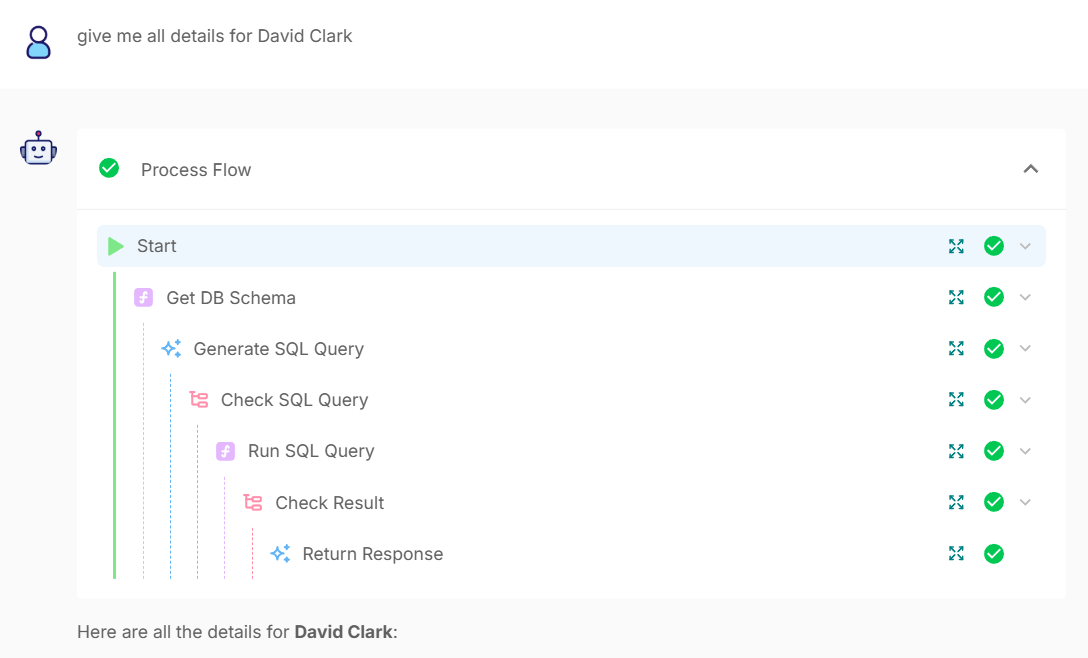 give me all details for David Clark
Process Flow
Start
Get DB Schema
Generate SQL Query
Check SQL Query
Run SQL Query
Check Result
Return Response
Here are all the details for David Clark: